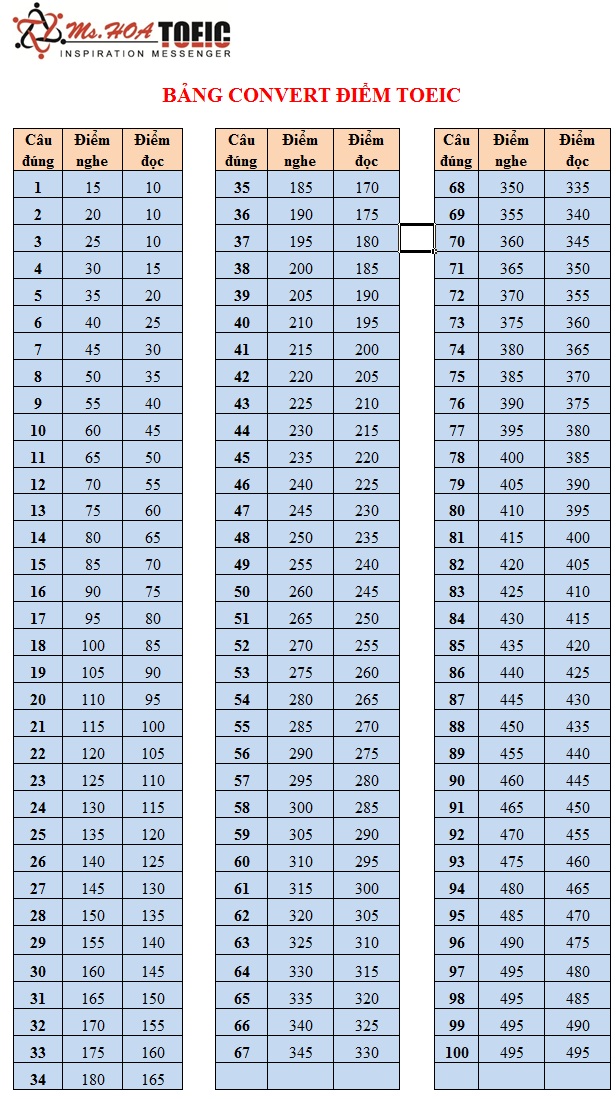 Ms.HOA TOEIC
INSPIRATION MESSENGER
BẢNG CONVERT ĐIỂM TOEIC
Câu Điểm Điểm
đúng nghe đọc
1 15 10
2 20 10
3 25 10
4 30 15
5 35 20
6 40 25
7 45 30
8 50 35
9 55 40
10 60 45
11 65 50
12 70 55
13 75 60
14 80 65
15 85 70
16 90 75
17 95 80
18 100 85
19 105 90
20 110 95
21 115 100
22 120 105
23 125 110
24 130 115
25 135 120
26 140 125
27 145 130
28 150 135
29 155 140
30 160 145
31 165 150
32 170 155
33 175 160
34 180 165
Câu Điểm Điểm
đúng nghe đọc
35 185 170
36 190 175
37 195 180
38 200 185
39 205 190
40 210 195
41 215 200
42 220 205
43 225 210
44 230 215
45 235 220
46 240 225
47 245 230
48 250 235
49 255 240
50 260 245
51 265 250
52 270 255
53 275 260
54 280 265
55 285 270
56 290 275
57 295 280
58 300 285
59 305 290
60 310 295
61 315 300
62 320 305
63 325 310
64 330 315
65 335 320
66 340 325
67 345 330
Câu Điểm Điểm
đúng nghe đọc
68 350 335
69 355 340
70 360 345
71 365 350
72 370 355
73 375 360
74 380 365
75 385 370
76 390 375
77 395 380
78 400 385
79 405 390
80 410 395
81 415 400
82 420 405
83 425 410
84 430 415
85 435 420
86 440 425
87 445 430
88 450 435
89 455 440
90 460 445
91 465 450
92 470 455
93 475 460
94 480 465
95 485 470
96 490 475
97 495 480
98 495 485
99 495 490
100 495 495